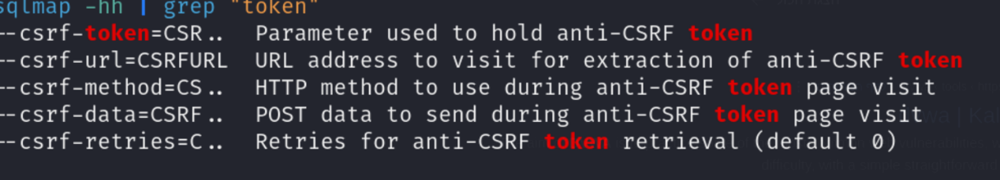 sqlmap -hh | grep "token"
--csrf-token=CSR..  Parameter used to hold anti-CSRF token
--csrf-url=CSRFURL  URL address to visit for extraction of anti-CSRF token
--csrf-method=CS..  HTTP method to use during anti-CSRF token page visit
--csrf-data=CSRF..  POST data to send during anti-CSRF token page visit
--csrf-retries=C..  Retries for anti-CSRF token retrieval (default 0)